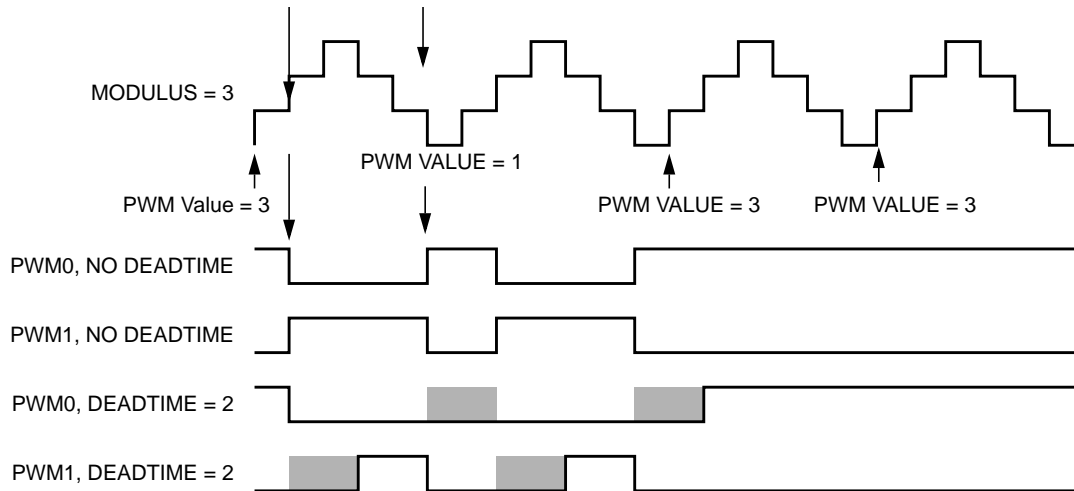 MODULUS = 3
PWM VALUE = 1
PWM Value = 3
PWM VALUE = 3
PWM VALUE = 3
PWM0, NO DEADTIME
PWM1, NO DEADTIME
PWM0, DEADTIME = 2
PWM1, DEADTIME = 2